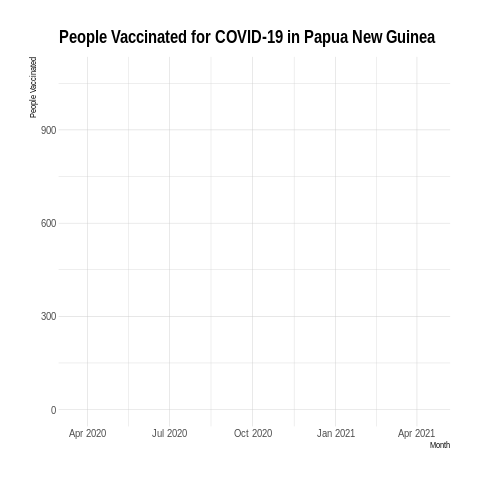 People Vaccinated for COVID-19 in Papua New Guinea
People Vaccinated
900
600
300
0
Apr 2020 Jul 2020 Oct 2020 Jan 2021 Apr 2021
Month